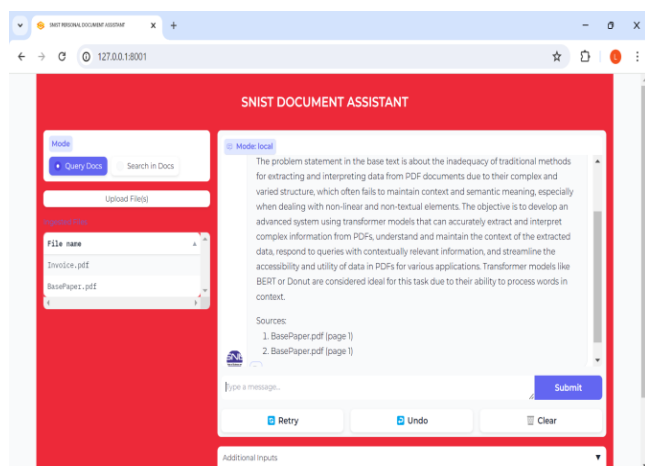 SNIST PERSONAL DOCUMENT ASSISTANT
127.0.0.1:8001
SNIST DOCUMENT ASSISTANT
Mode
Query Docs
Search in Docs
Upload File(s)
File name
Invoice.pdf
BasePaper.pdf
Mode: local
The problem statement in the base text is about the inadequacy of traditional methods
for extracting and interpreting data from PDF documents due to their complex and
varied structure, which often fails to maintain context and semantic meaning, especially
when dealing with non-linear and non-textual elements. The objective is to develop an
advanced system using transformer models that can accurately extract and interpret
complex information from PDFs, understand and maintain the context of the extracted
data, respond to queries with contextually relevant information, and streamline the
accessibility and utility of data in PDFs for various applications. Transformer models like
BERT or Donut are considered ideal for this task due to their ability to process words in
context.
Sources:
1. BasePaper.pdf (page 1)
2. BasePaper.pdf (page 1)
Type a message...
Submit
Retry
Undo
Clear
Additional Inputs